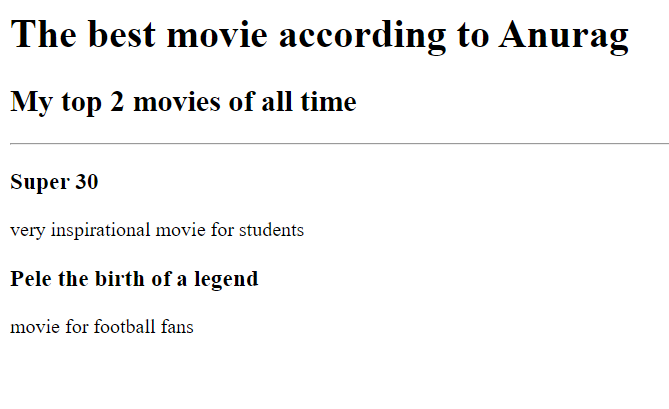 The best movie according to Anurag
My top 2 movies of all time
Super 30
very inspirational movie for students
Pele the birth of a legend
movie for football fans